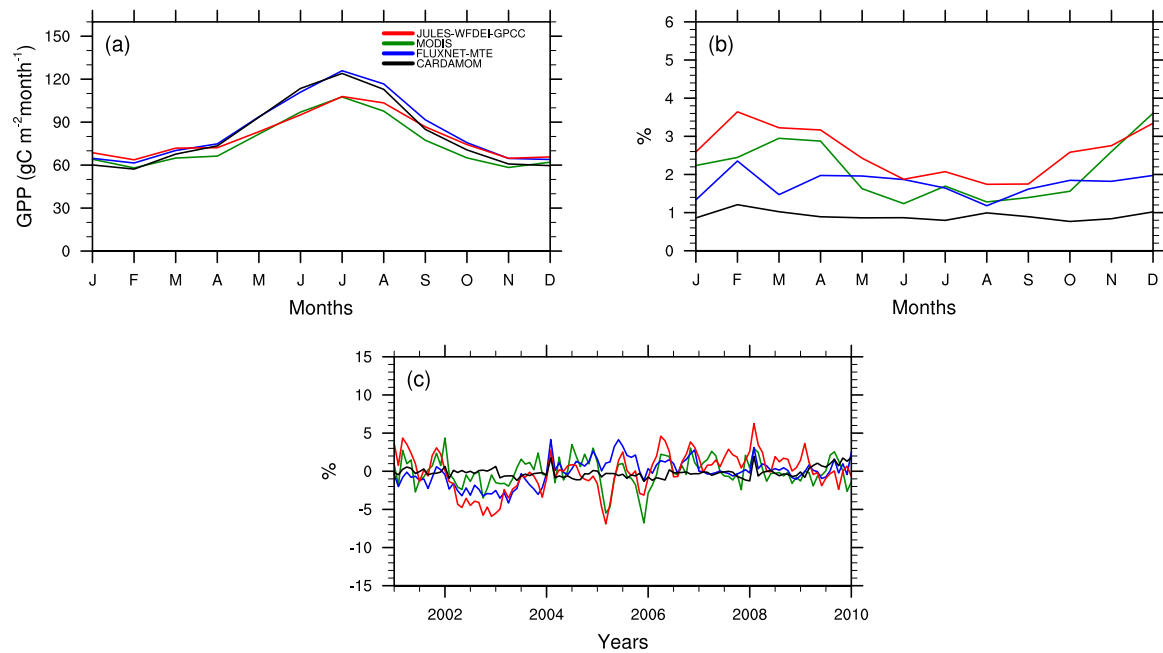 (a)
JULES-WFDEI-GPCC
MODIS
FLUXNET-MTE
CARDAMOM
GPP (gC m⁻²month⁻¹)
150
120
90
60
30
0
J F M A M J J A S O N D
Months
(b)
%
6
5
4
3
2
1
0
J F M A M J J A S O N D
Months
(c)
%
15
10
5
0
-5
-10
-15
2002 2004 2006 2008 2010
Years